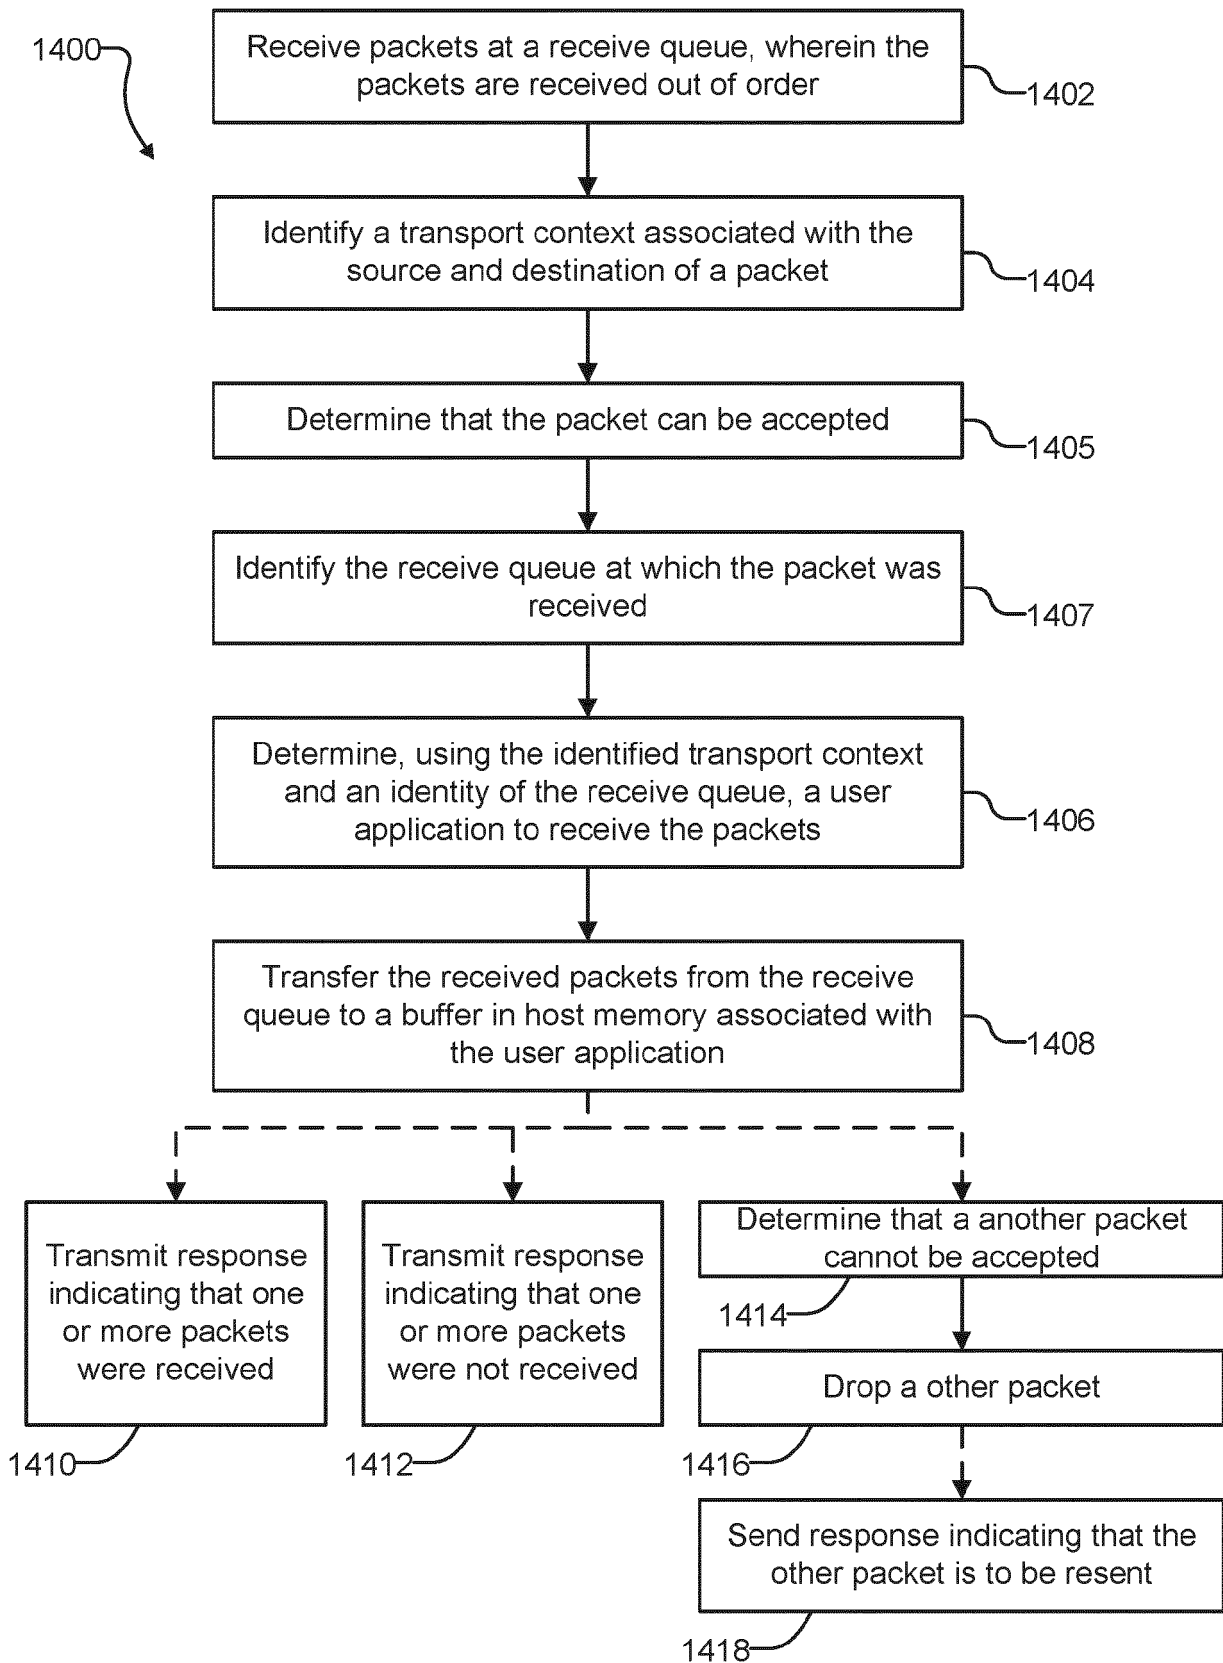 1400
Receive packets at a receive queue, wherein the
packets are received out of order
1402
Identify a transport context associated with the
source and destination of a packet
1404
Determine that the packet can be accepted
1405
Identify the receive queue at which the packet was
received
1407
Determine, using the identified transport context
and an identity of the receive queue, a user
application to receive the packets
1406
Transfer the received packets from the receive
queue to a buffer in host memory associated with
the user application
1408
Transmit response
indicating that one
or more packets
were received
1410
Transmit response
indicating that one
or more packets
were not received
1412
Determine that a another packet
cannot be accepted
1414
Drop a other packet
1416
Send response indicating that the
other packet is to be resent
1418